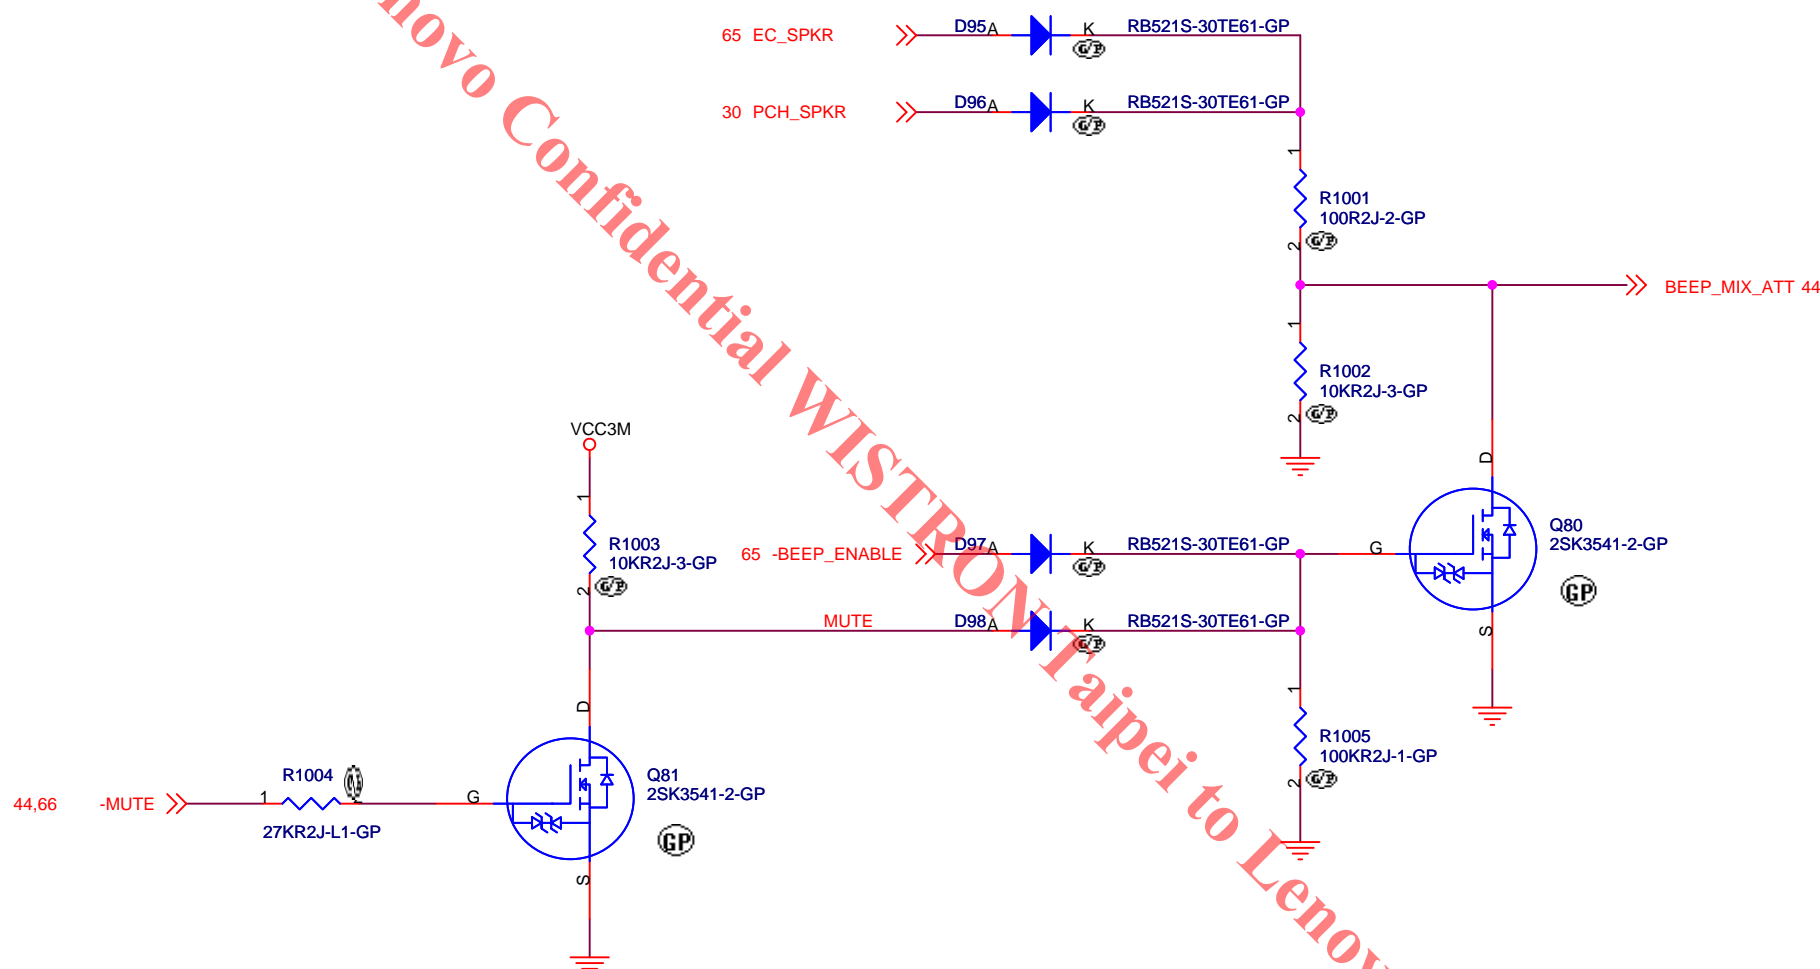 65 EC_SPKR
D95
A
K
G/P
RB521S-30TE61-GP
30 PCH_SPKR
D96
A
K
G/P
RB521S-30TE61-GP
1
R1001
100R2J-2-GP
2
G/P
BEEP_MIX_ATT 44
1
R1002
10KR2J-3-GP
2
G/P
VCC3M
1
R1003
10KR2J-3-GP
2
G/P
65 -BEEP_ENABLE
D97
A
K
G/P
RB521S-30TE61-GP
G
D
Q80
2SK3541-2-GP
GP
S
MUTE
D98
A
K
G/P
RB521S-30TE61-GP
1
R1005
100KR2J-1-GP
2
G/P
44,66 -MUTE
1
R1004
27KR2J-L1-GP
G
D
Q81
2SK3541-2-GP
GP
S
novo Confidential WISTRON Taipei to Lenov